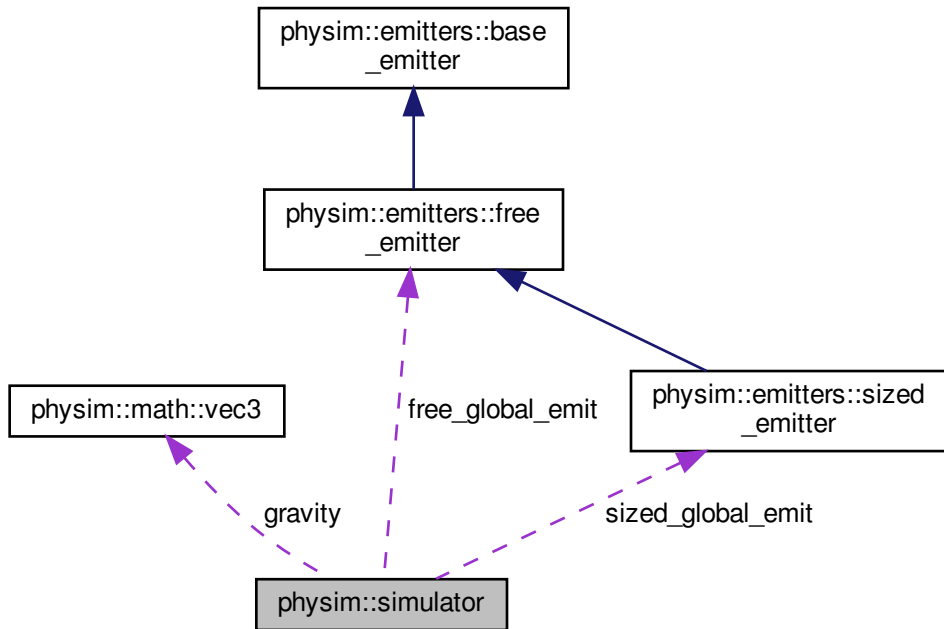 physim::emitters::base
_emitter
physim::emitters::free
_emitter
physim::math::vec3
free_global_emit
physim::emitters::sized
_emitter
gravity
sized_global_emit
physim::simulator